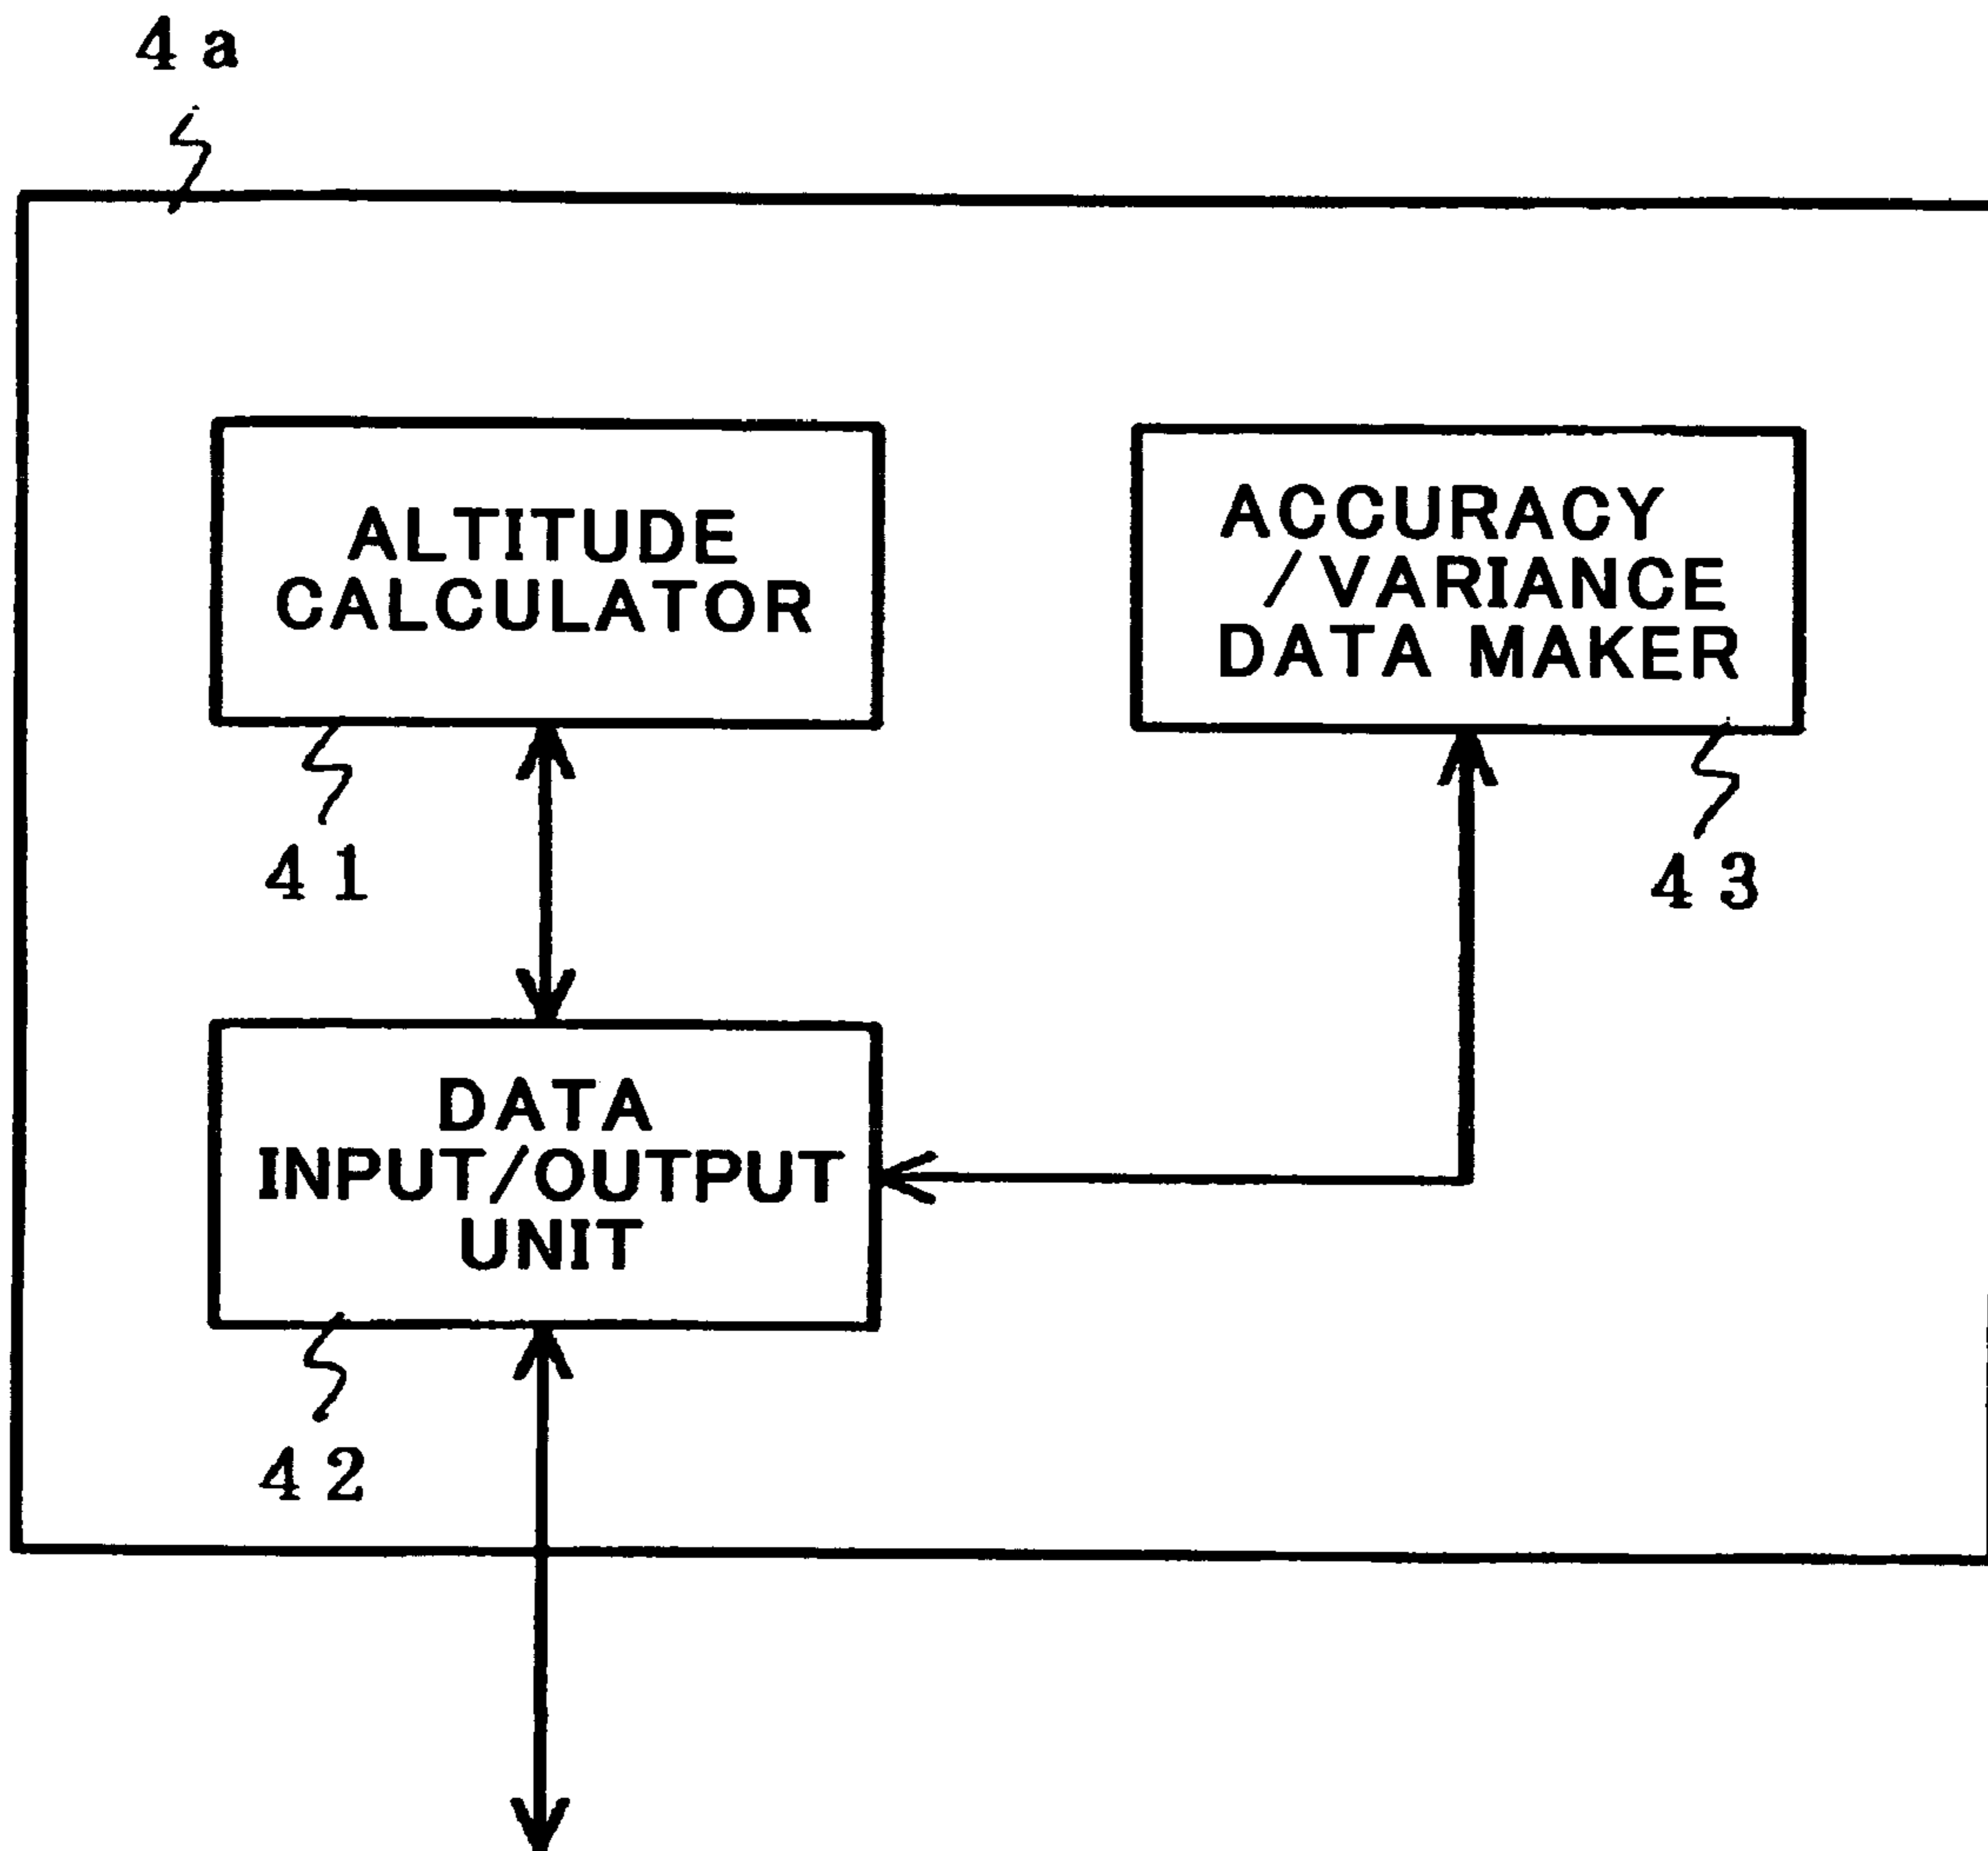 4a
ALTITUDE
CALCULATOR
41
ACCURACY
/VARIANCE
DATA MAKER
43
DATA
INPUT/OUTPUT
UNIT
42